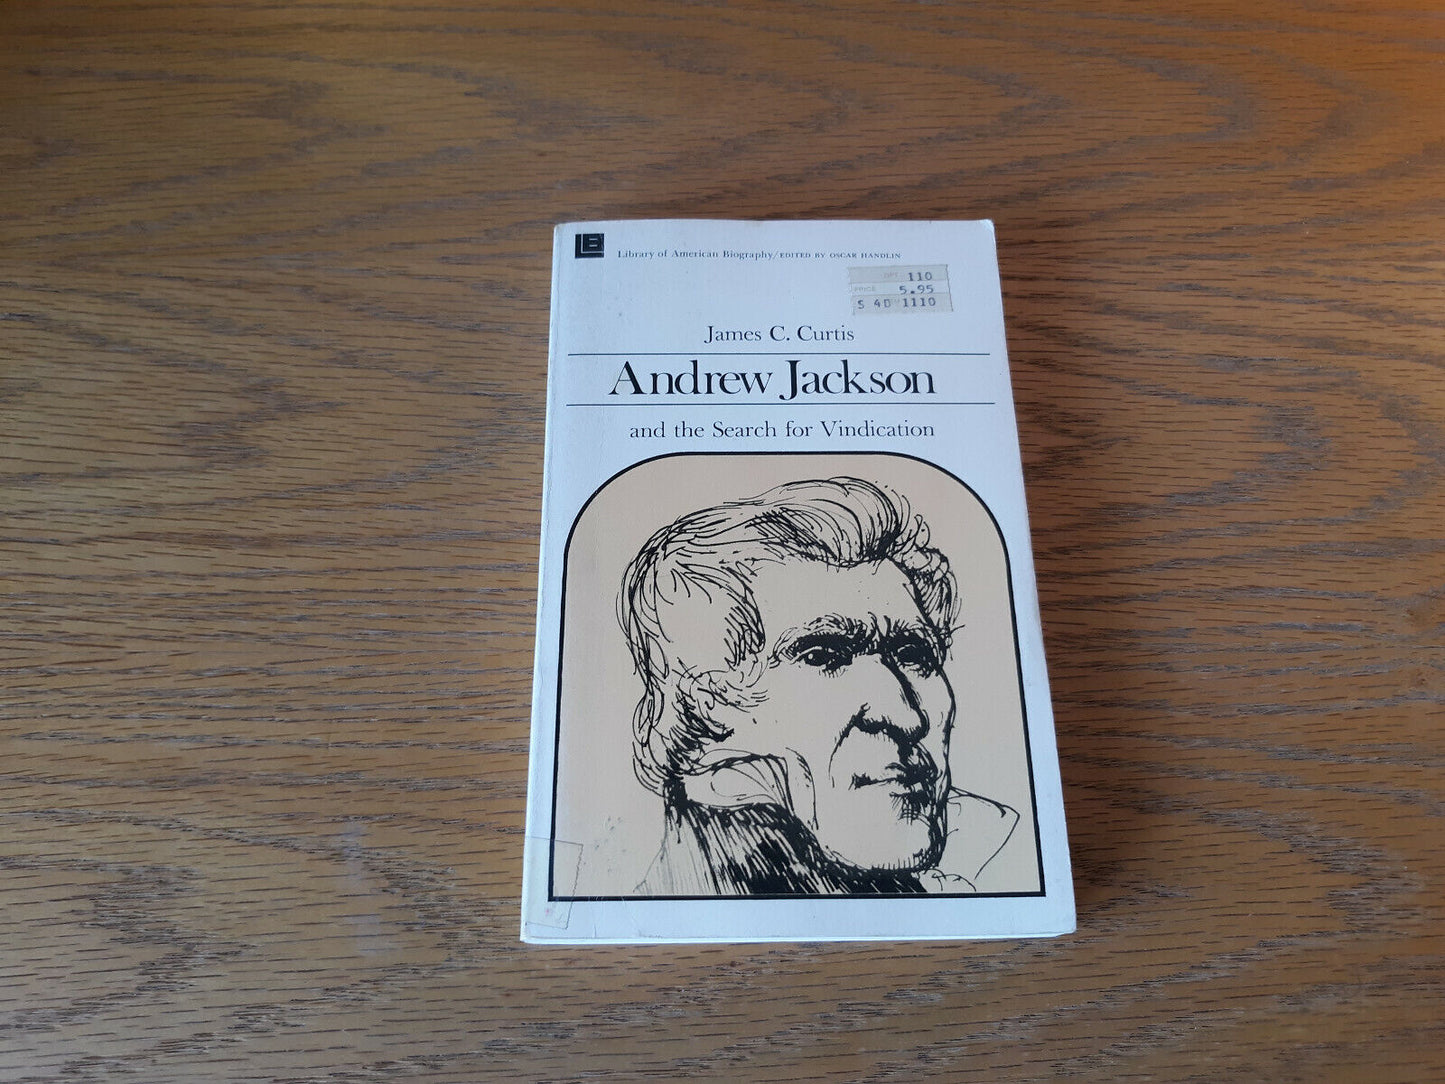 LB
Library of American Biography/EDITED BY OSCAR HANDLIN
DPT 110
PRICE 5.95
S 40 1110
James C. Curtis
Andrew Jackson
and the Search for Vindication